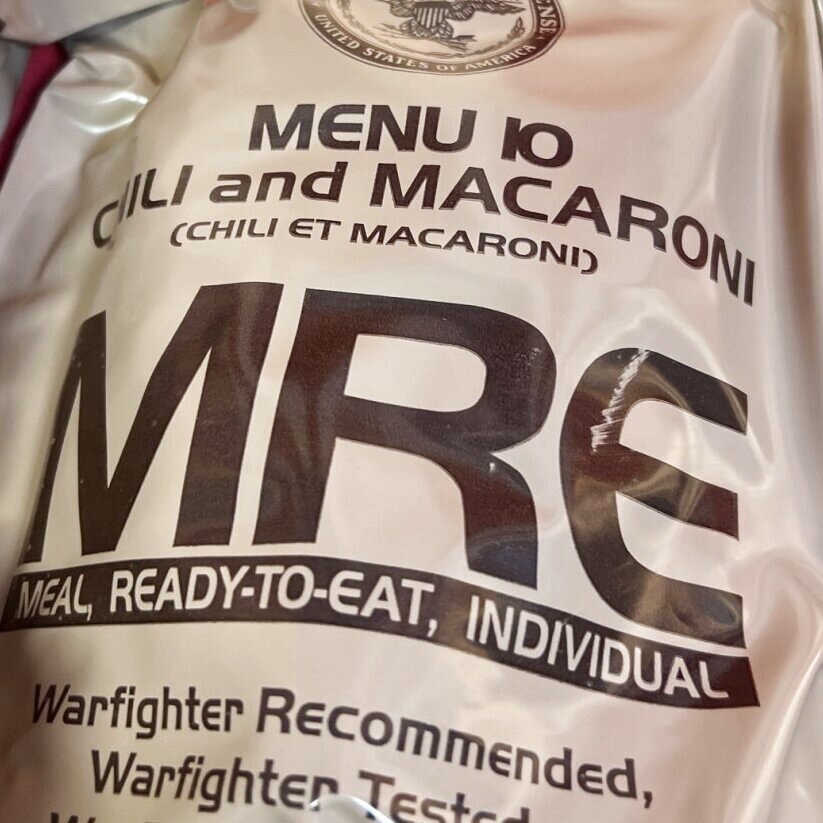 UNITED STATES OF AMERICA
MENU 10
CHILI and MACARONI
(CHILI ET MACARONI)
MRE
MEAL, READY-TO-EAT, INDIVIDUAL
Warfighter Recommended,
Warfighter Tested